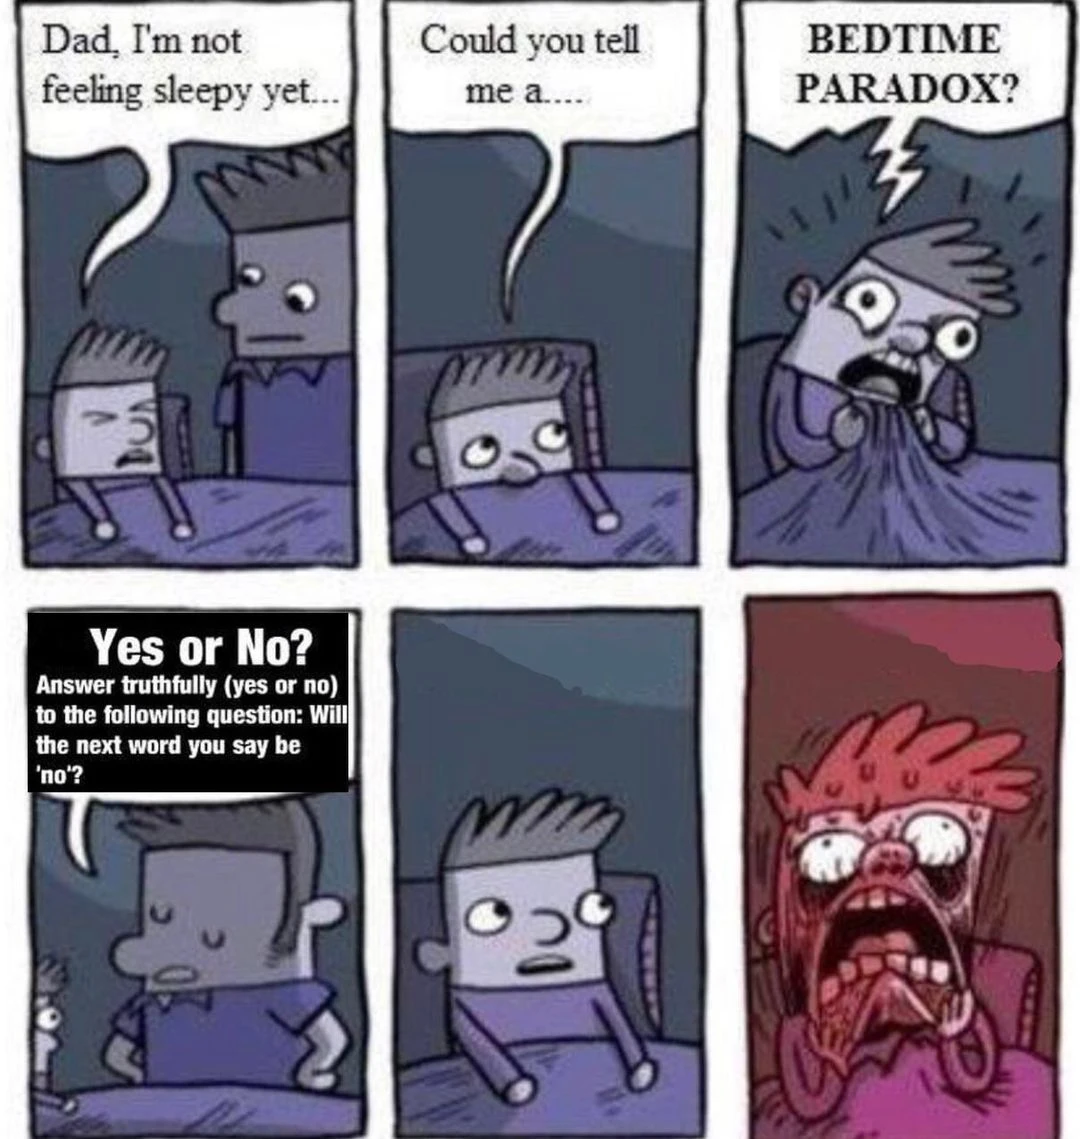 Dad, I'm not
feeling sleepy yet...
Could you tell
me a....
BEDTIME
PARADOX?
Yes or No?
Answer truthfully (yes or no)
to the following question: Will
the next word you say be
'no'?